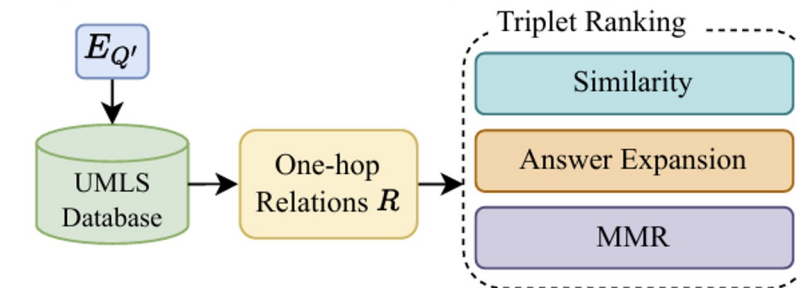 Triplet Ranking
E_{Q'}
Similarity
UMLS
Database
One-hop
Relations R
Answer Expansion
MMR